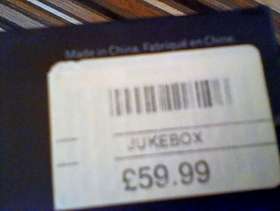 Made in China. Fabriqué en Chine.
JUKEBOX
£59.99